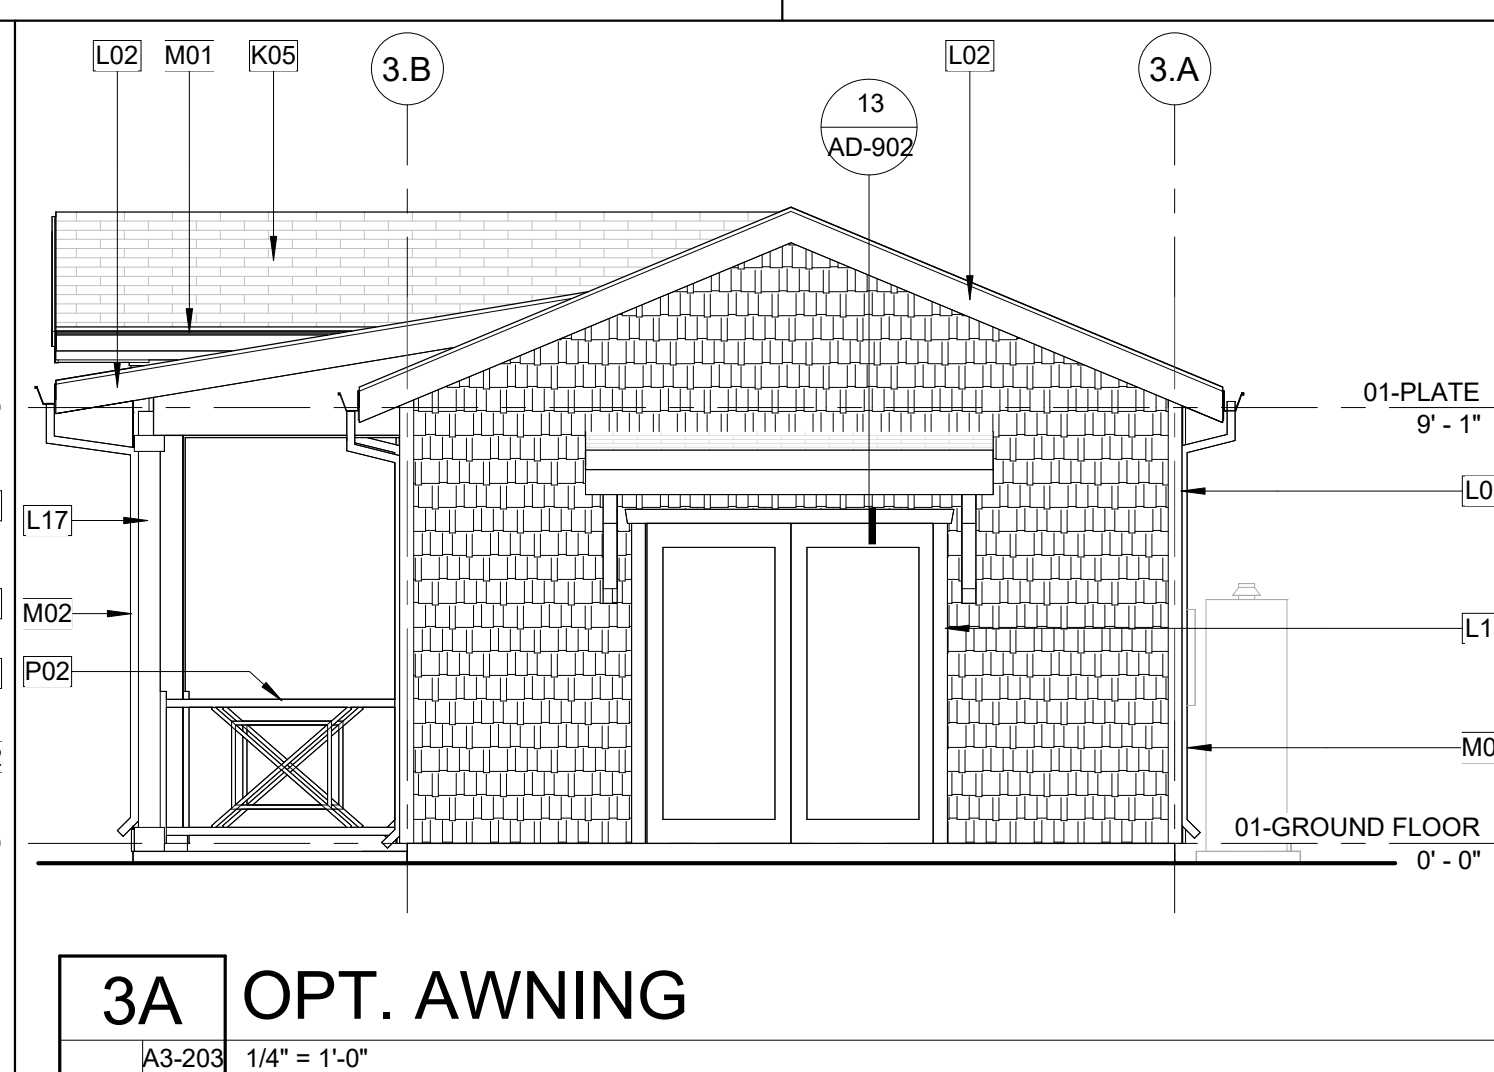 L02 M01 K05 3.B L02 3.A
13
AD-902
01-PLATE
9' - 1"
L17
M02
P02
01-GROUND FLOOR
0' - 0"
3A OPT. AWNING
A3-203 1/4" = 1'-0"